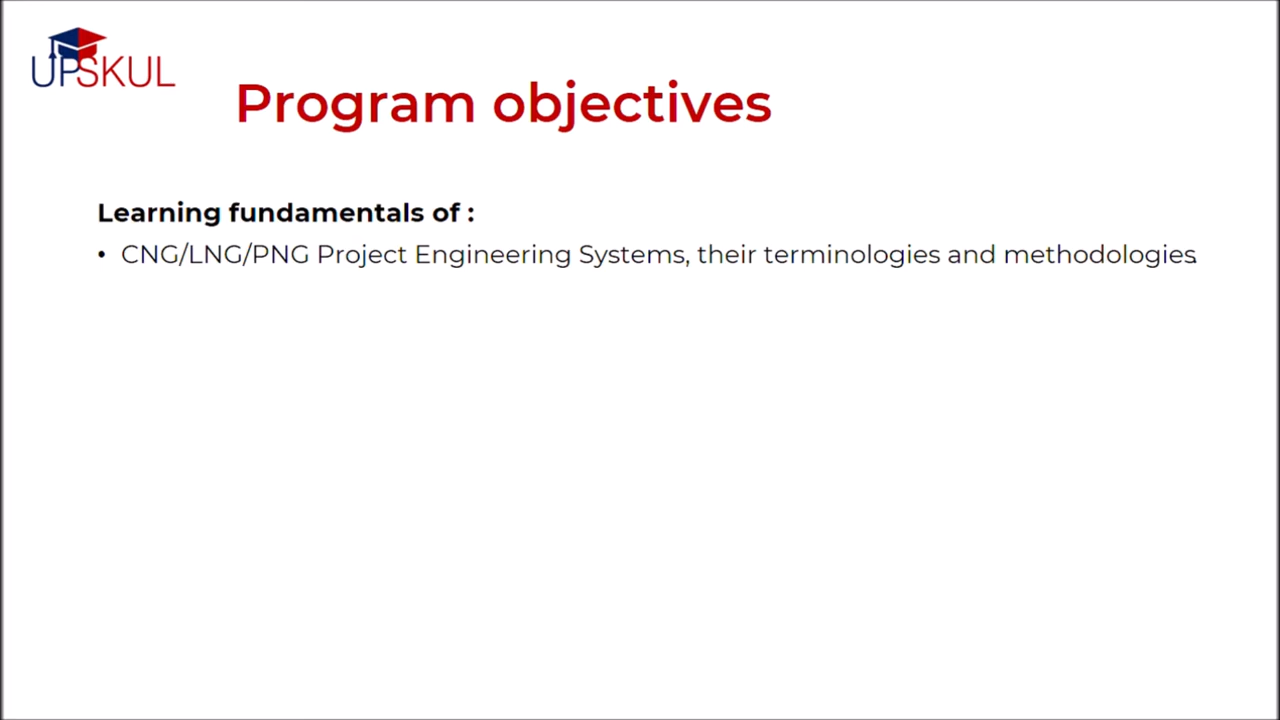 UPSKUL
Program objectives
Learning fundamentals of :
• CNG/LNG/PNG Project Engineering Systems, their terminologies and methodologies.